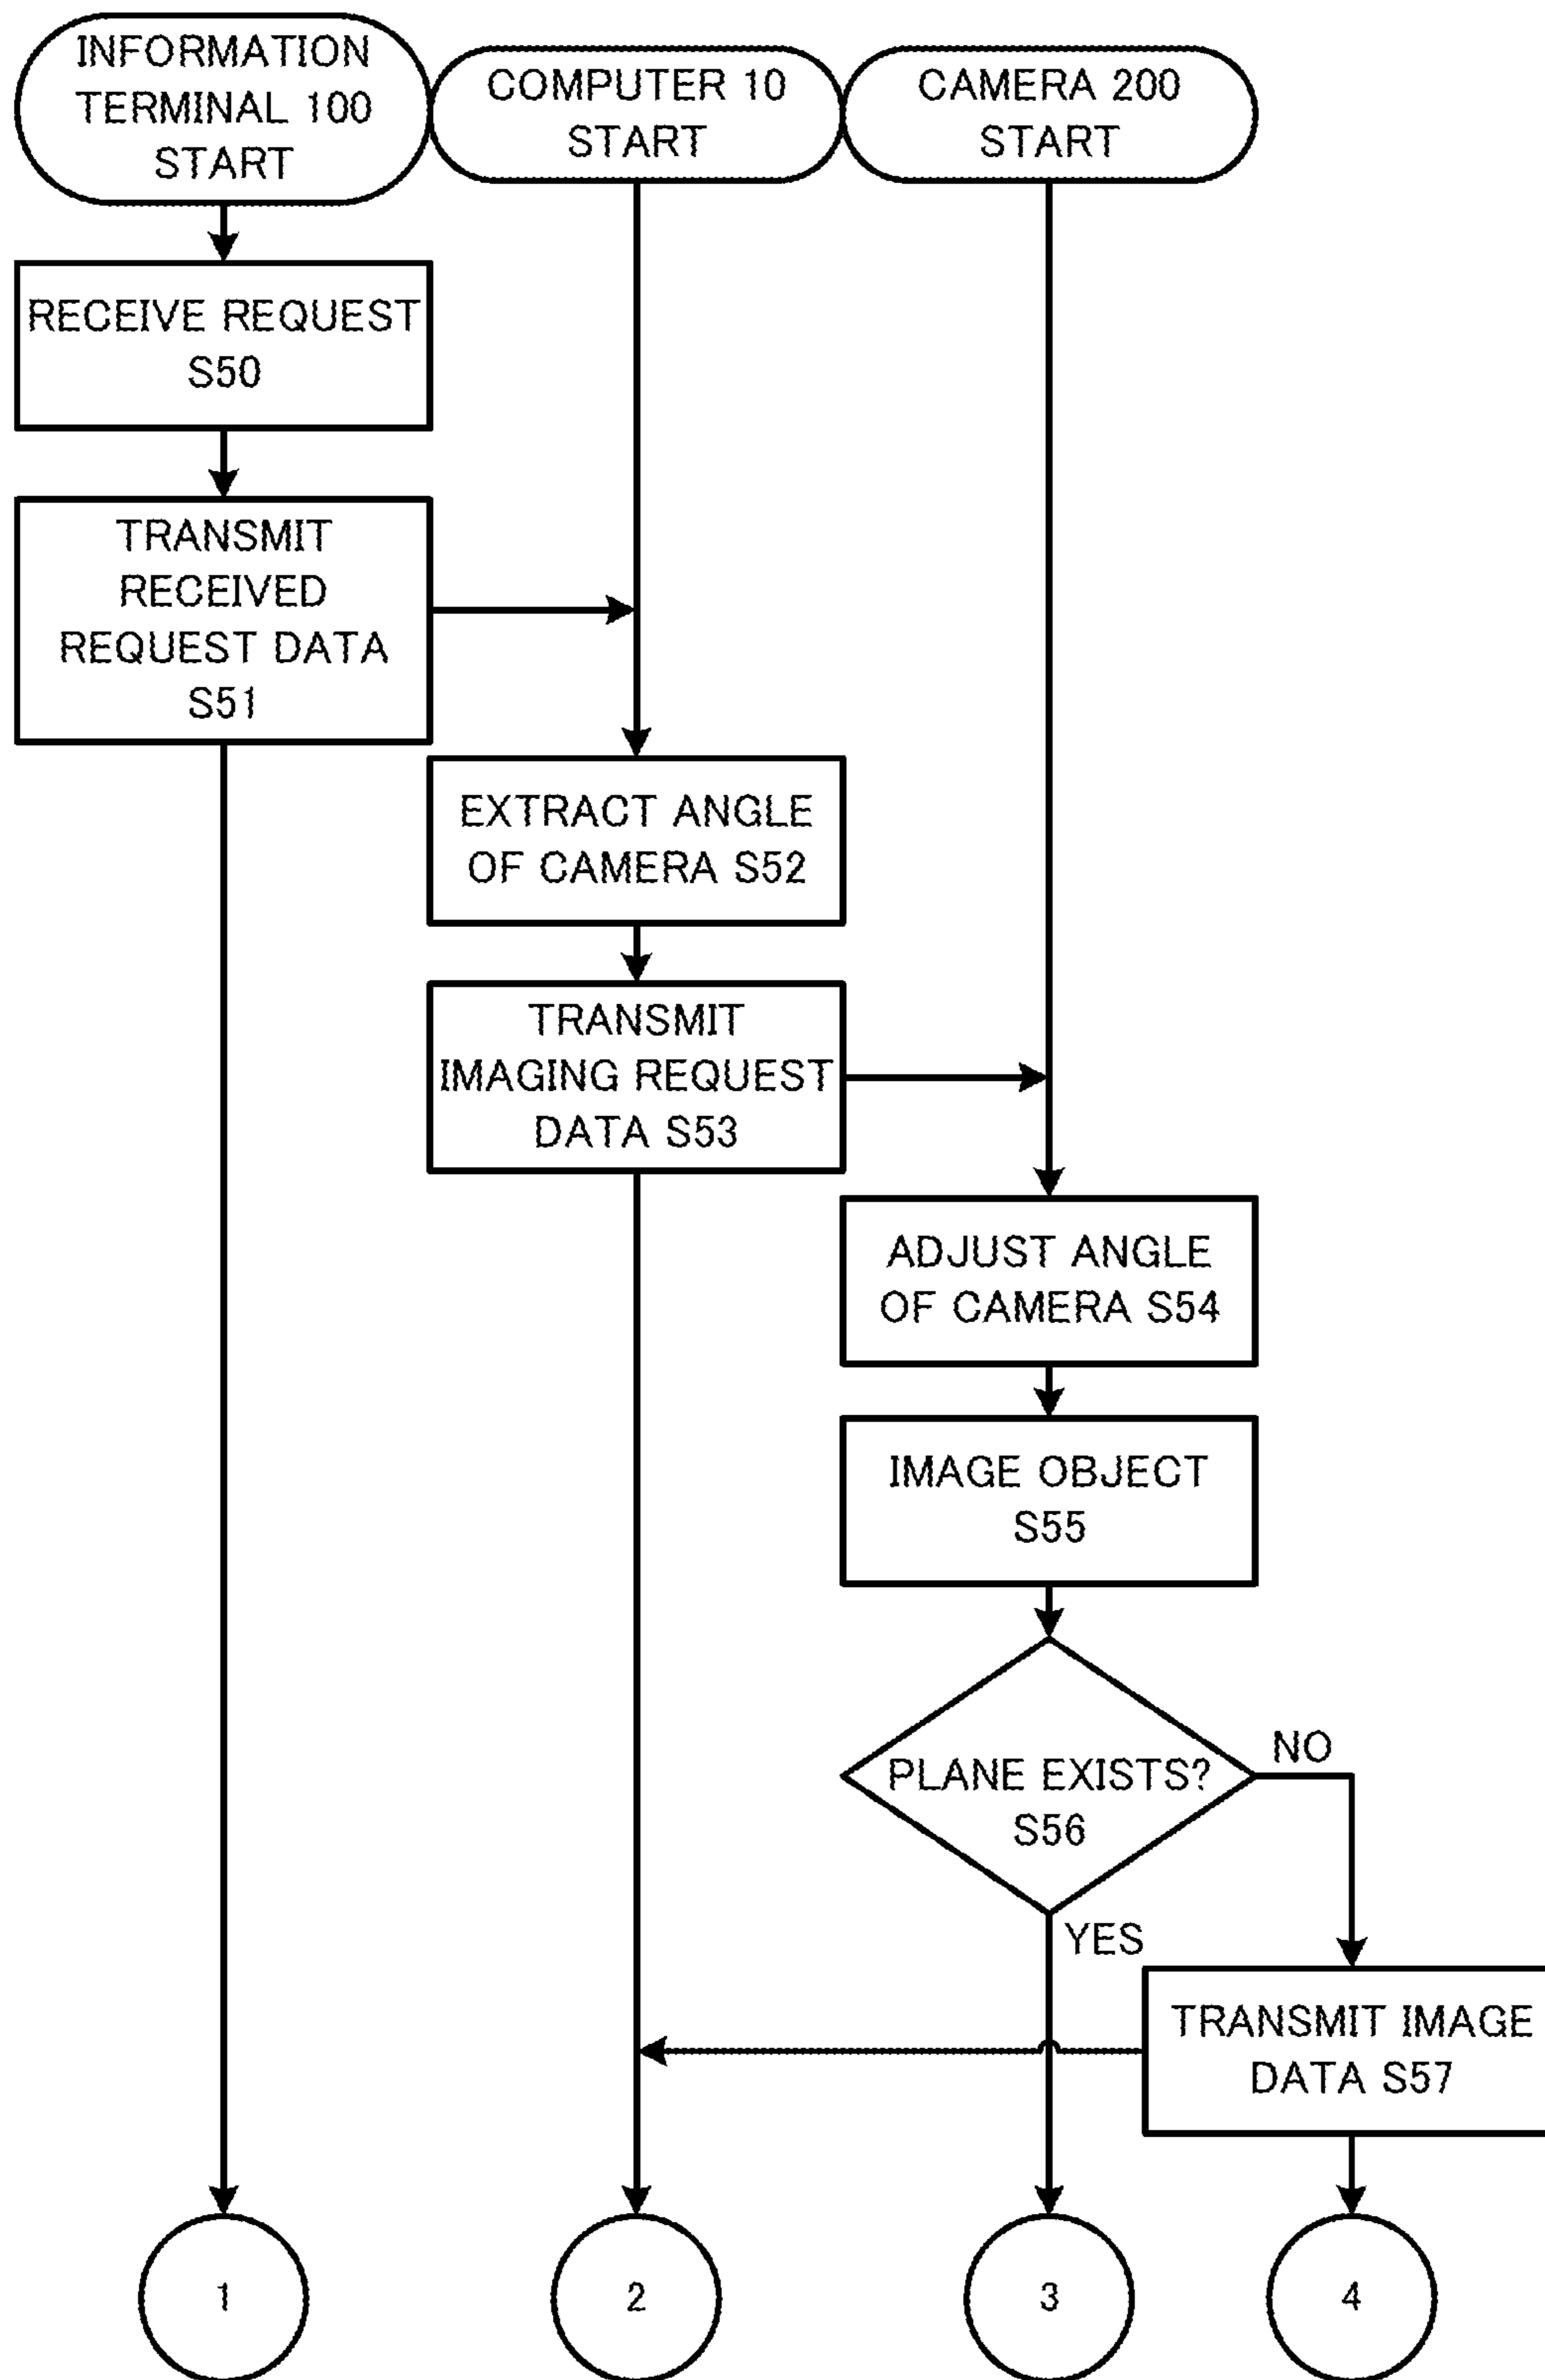 INFORMATION
TERMINAL 100
START
COMPUTER 10
START
CAMERA 200
START
RECEIVE REQUEST
S50
TRANSMIT
RECEIVED
REQUEST DATA
S51
EXTRACT ANGLE
OF CAMERA S52
TRANSMIT
IMAGING REQUEST
DATA S53
ADJUST ANGLE
OF CAMERA S54
IMAGE OBJECT
S55
PLANE EXISTS?
S56
NO
YES
TRANSMIT IMAGE
DATA S57
1
2
3
4